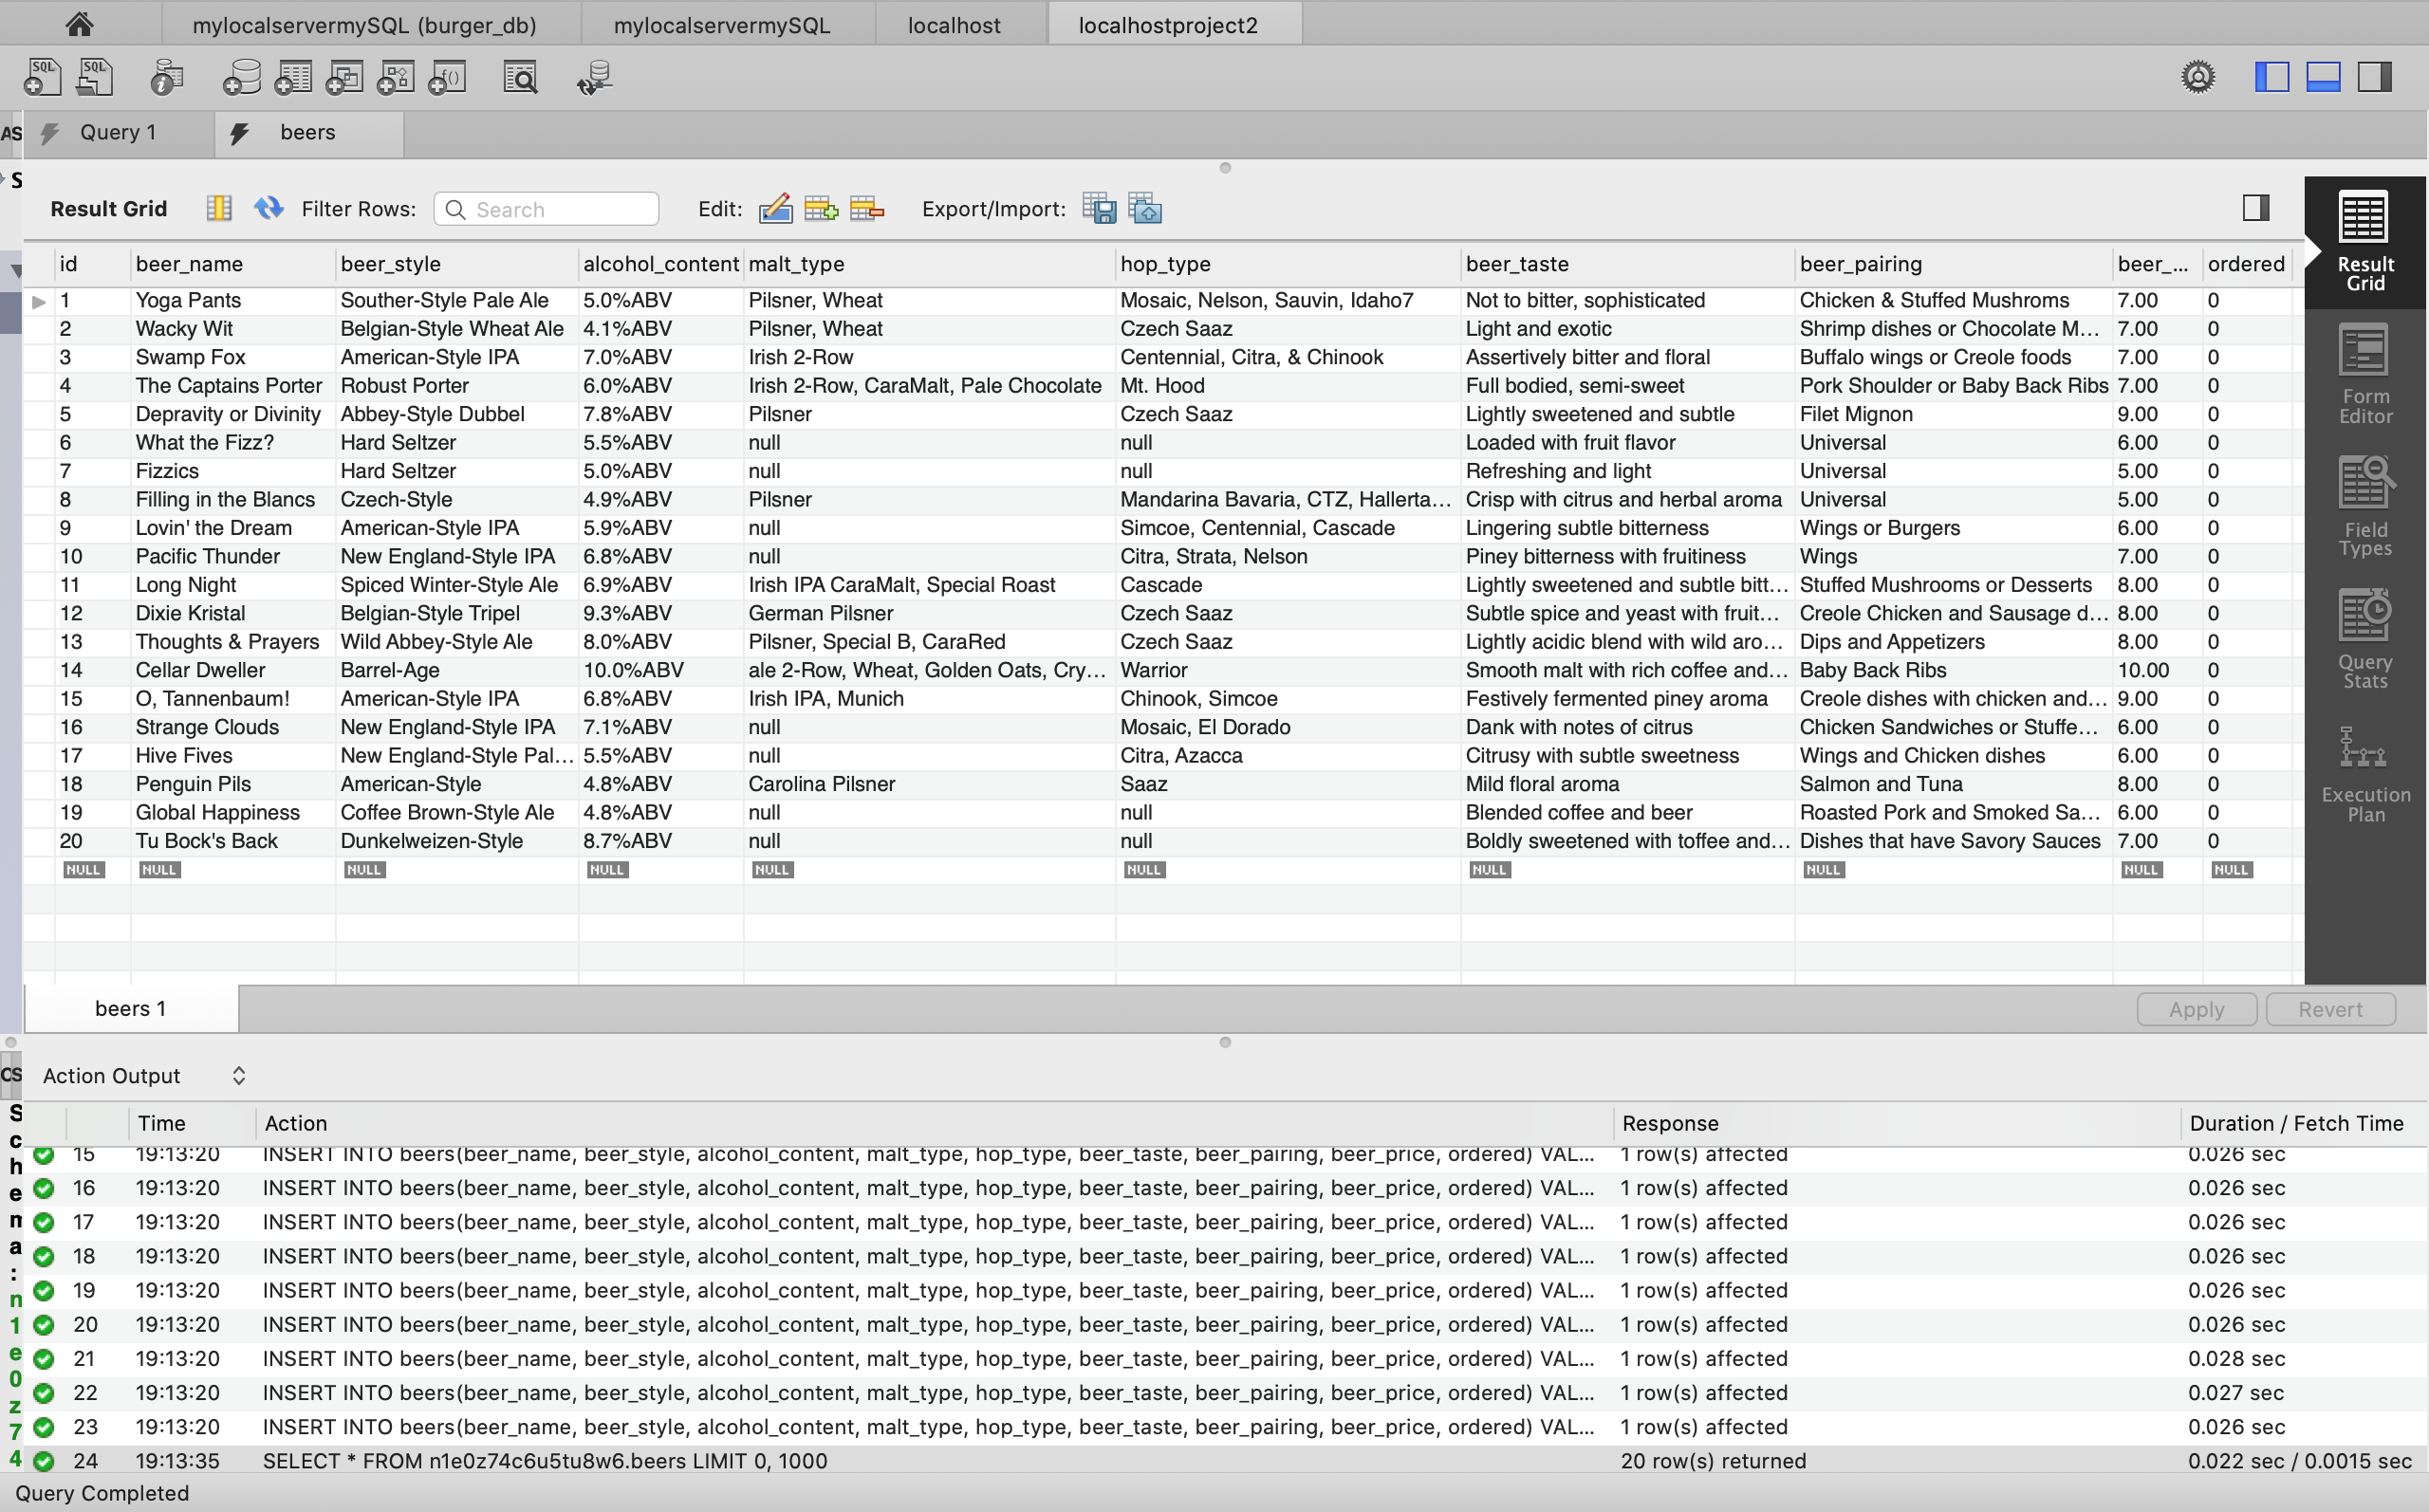 mylocalservermySQL (burger_db) mylocalservermySQL localhost localhostproject2
SQL SQL
AS Query 1 beers
S
Result Grid Filter Rows: Search Edit: Export/Import:
id beer_name beer_style alcohol_content malt_type hop_type beer_taste beer_pairing beer_... ordered
1 Yoga Pants Souther-Style Pale Ale 5.0%ABV Pilsner, Wheat Mosaic, Nelson, Sauvin, Idaho7 Not to bitter, sophisticated Chicken & Stuffed Mushroms 7.00 0
2 Wacky Wit Belgian-Style Wheat Ale 4.1%ABV Pilsner, Wheat Czech Saaz Light and exotic Shrimp dishes or Chocolate M... 7.00 0
3 Swamp Fox American-Style IPA 7.0%ABV Irish 2-Row Centennial, Citra, & Chinook Assertively bitter and floral Buffalo wings or Creole foods 7.00 0
4 The Captains Porter Robust Porter 6.0%ABV Irish 2-Row, CaraMalt, Pale Chocolate Mt. Hood Full bodied, semi-sweet Pork Shoulder or Baby Back Ribs 7.00 0
5 Depravity or Divinity Abbey-Style Dubbel 7.8%ABV Pilsner Czech Saaz Lightly sweetened and subtle Filet Mignon 9.00 0
6 What the Fizz? Hard Seltzer 5.5%ABV null null Loaded with fruit flavor Universal 6.00 0
7 Fizzics Hard Seltzer 5.0%ABV null null Refreshing and light Universal 5.00 0
8 Filling in the Blancs Czech-Style 4.9%ABV Pilsner Mandarina Bavaria, CTZ, Hallerta... Crisp with citrus and herbal aroma Universal 5.00 0
9 Lovin' the Dream American-Style IPA 5.9%ABV null Simcoe, Centennial, Cascade Lingering subtle bitterness Wings or Burgers 6.00 0
10 Pacific Thunder New England-Style IPA 6.8%ABV null Citra, Strata, Nelson Piney bitterness with fruitiness Wings 7.00 0
11 Long Night Spiced Winter-Style Ale 6.9%ABV Irish IPA CaraMalt, Special Roast Cascade Lightly sweetened and subtle bitt... Stuffed Mushrooms or Desserts 8.00 0
12 Dixie Kristal Belgian-Style Tripel 9.3%ABV German Pilsner Czech Saaz Subtle spice and yeast with fruit... Creole Chicken and Sausage d... 8.00 0
13 Thoughts & Prayers Wild Abbey-Style Ale 8.0%ABV Pilsner, Special B, CaraRed Czech Saaz Lightly acidic blend with wild aro... Dips and Appetizers 8.00 0
14 Cellar Dweller Barrel-Age 10.0%ABV ale 2-Row, Wheat, Golden Oats, Cry... Warrior Smooth malt with rich coffee and... Baby Back Ribs 10.00 0
15 O, Tannenbaum! American-Style IPA 6.8%ABV Irish IPA, Munich Chinook, Simcoe Festively fermented piney aroma Creole dishes with chicken and... 9.00 0
16 Strange Clouds New England-Style IPA 7.1%ABV null Mosaic, El Dorado Dank with notes of citrus Chicken Sandwiches or Stuffe... 6.00 0
17 Hive Fives New England-Style Pal... 5.5%ABV null Citra, Azacca Citrusy with subtle sweetness Wings and Chicken dishes 6.00 0
18 Penguin Pils American-Style 4.8%ABV Carolina Pilsner Saaz Mild floral aroma Salmon and Tuna 8.00 0
19 Global Happiness Coffee Brown-Style Ale 4.8%ABV null null Blended coffee and beer Roasted Pork and Smoked Sa... 6.00 0
20 Tu Bock's Back Dunkelweizen-Style 8.7%ABV null null Boldly sweetened with toffee and... Dishes that have Savory Sauces 7.00 0
NULL NULL NULL NULL NULL NULL NULL NULL NULL NULL
Result
Grid
Form
Editor
Field
Types
Query
Stats
Execution
Plan
beers 1 Apply Revert
Action Output
Time Action Response Duration / Fetch Time
15 19:13:20 INSERT INTO beers(beer_name, beer_style, alcohol_content, malt_type, hop_type, beer_taste, beer_pairing, beer_price, ordered) VAL... 1 row(s) affected 0.026 sec
16 19:13:20 INSERT INTO beers(beer_name, beer_style, alcohol_content, malt_type, hop_type, beer_taste, beer_pairing, beer_price, ordered) VAL... 1 row(s) affected 0.026 sec
17 19:13:20 INSERT INTO beers(beer_name, beer_style, alcohol_content, malt_type, hop_type, beer_taste, beer_pairing, beer_price, ordered) VAL... 1 row(s) affected 0.026 sec
18 19:13:20 INSERT INTO beers(beer_name, beer_style, alcohol_content, malt_type, hop_type, beer_taste, beer_pairing, beer_price, ordered) VAL... 1 row(s) affected 0.026 sec
19 19:13:20 INSERT INTO beers(beer_name, beer_style, alcohol_content, malt_type, hop_type, beer_taste, beer_pairing, beer_price, ordered) VAL... 1 row(s) affected 0.026 sec
20 19:13:20 INSERT INTO beers(beer_name, beer_style, alcohol_content, malt_type, hop_type, beer_taste, beer_pairing, beer_price, ordered) VAL... 1 row(s) affected 0.026 sec
21 19:13:20 INSERT INTO beers(beer_name, beer_style, alcohol_content, malt_type, hop_type, beer_taste, beer_pairing, beer_price, ordered) VAL... 1 row(s) affected 0.028 sec
22 19:13:20 INSERT INTO beers(beer_name, beer_style, alcohol_content, malt_type, hop_type, beer_taste, beer_pairing, beer_price, ordered) VAL... 1 row(s) affected 0.027 sec
23 19:13:20 INSERT INTO beers(beer_name, beer_style, alcohol_content, malt_type, hop_type, beer_taste, beer_pairing, beer_price, ordered) VAL... 1 row(s) affected 0.026 sec
24 19:13:35 SELECT * FROM n1e0z74c6u5tu8w6.beers LIMIT 0, 1000 20 row(s) returned 0.022 sec / 0.0015 sec
Query Completed